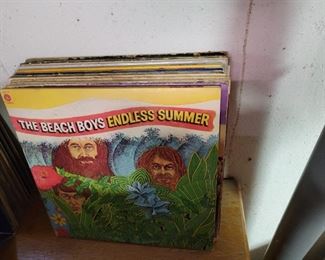 THE BEACH BOYS ENDLESS SUMMER